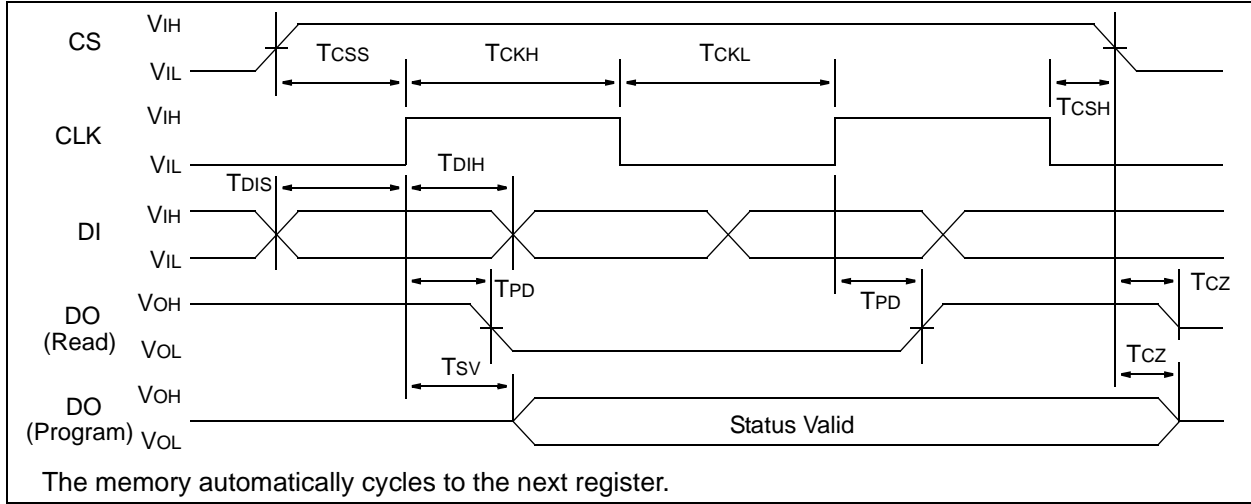 CS
VIH
VIL
TCSS
TCKH
TCKL
TCSH
CLK
VIH
VIL
TDIS
TDIH
DI
VIH
VIL
TPD
TPD
TCZ
DO
(Read)
VOH
VOL
TSV
TCZ
DO
(Program)
VOH
VOL
Status Valid
The memory automatically cycles to the next register.